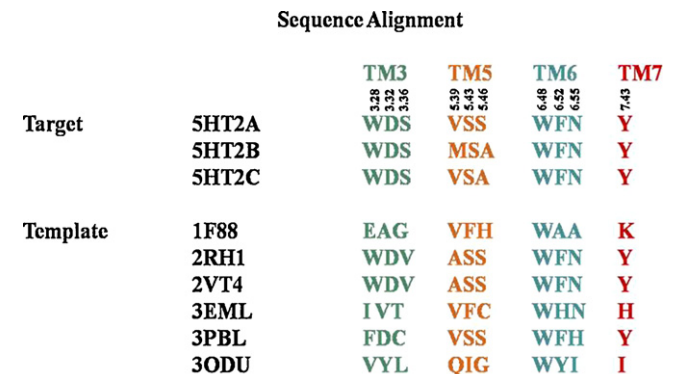 Sequence Alignment
TM3 TM5 TM6 TM7
3.28 3.32 3.36 5.39 5.43 5.46 6.48 6.52 6.55 7.43
Target 5HT2A WDS VSS WFN Y
5HT2B WDS MSA WFN Y
5HT2C WDS VSA WFN Y
Template 1F88 EAG VFH WAA K
2RH1 WDV ASS WFN Y
2VT4 WDV ASS WFN Y
3EML IVT VFC WHN H
3PBL FDC VSS WFH Y
3ODU VYL QIG WYI I